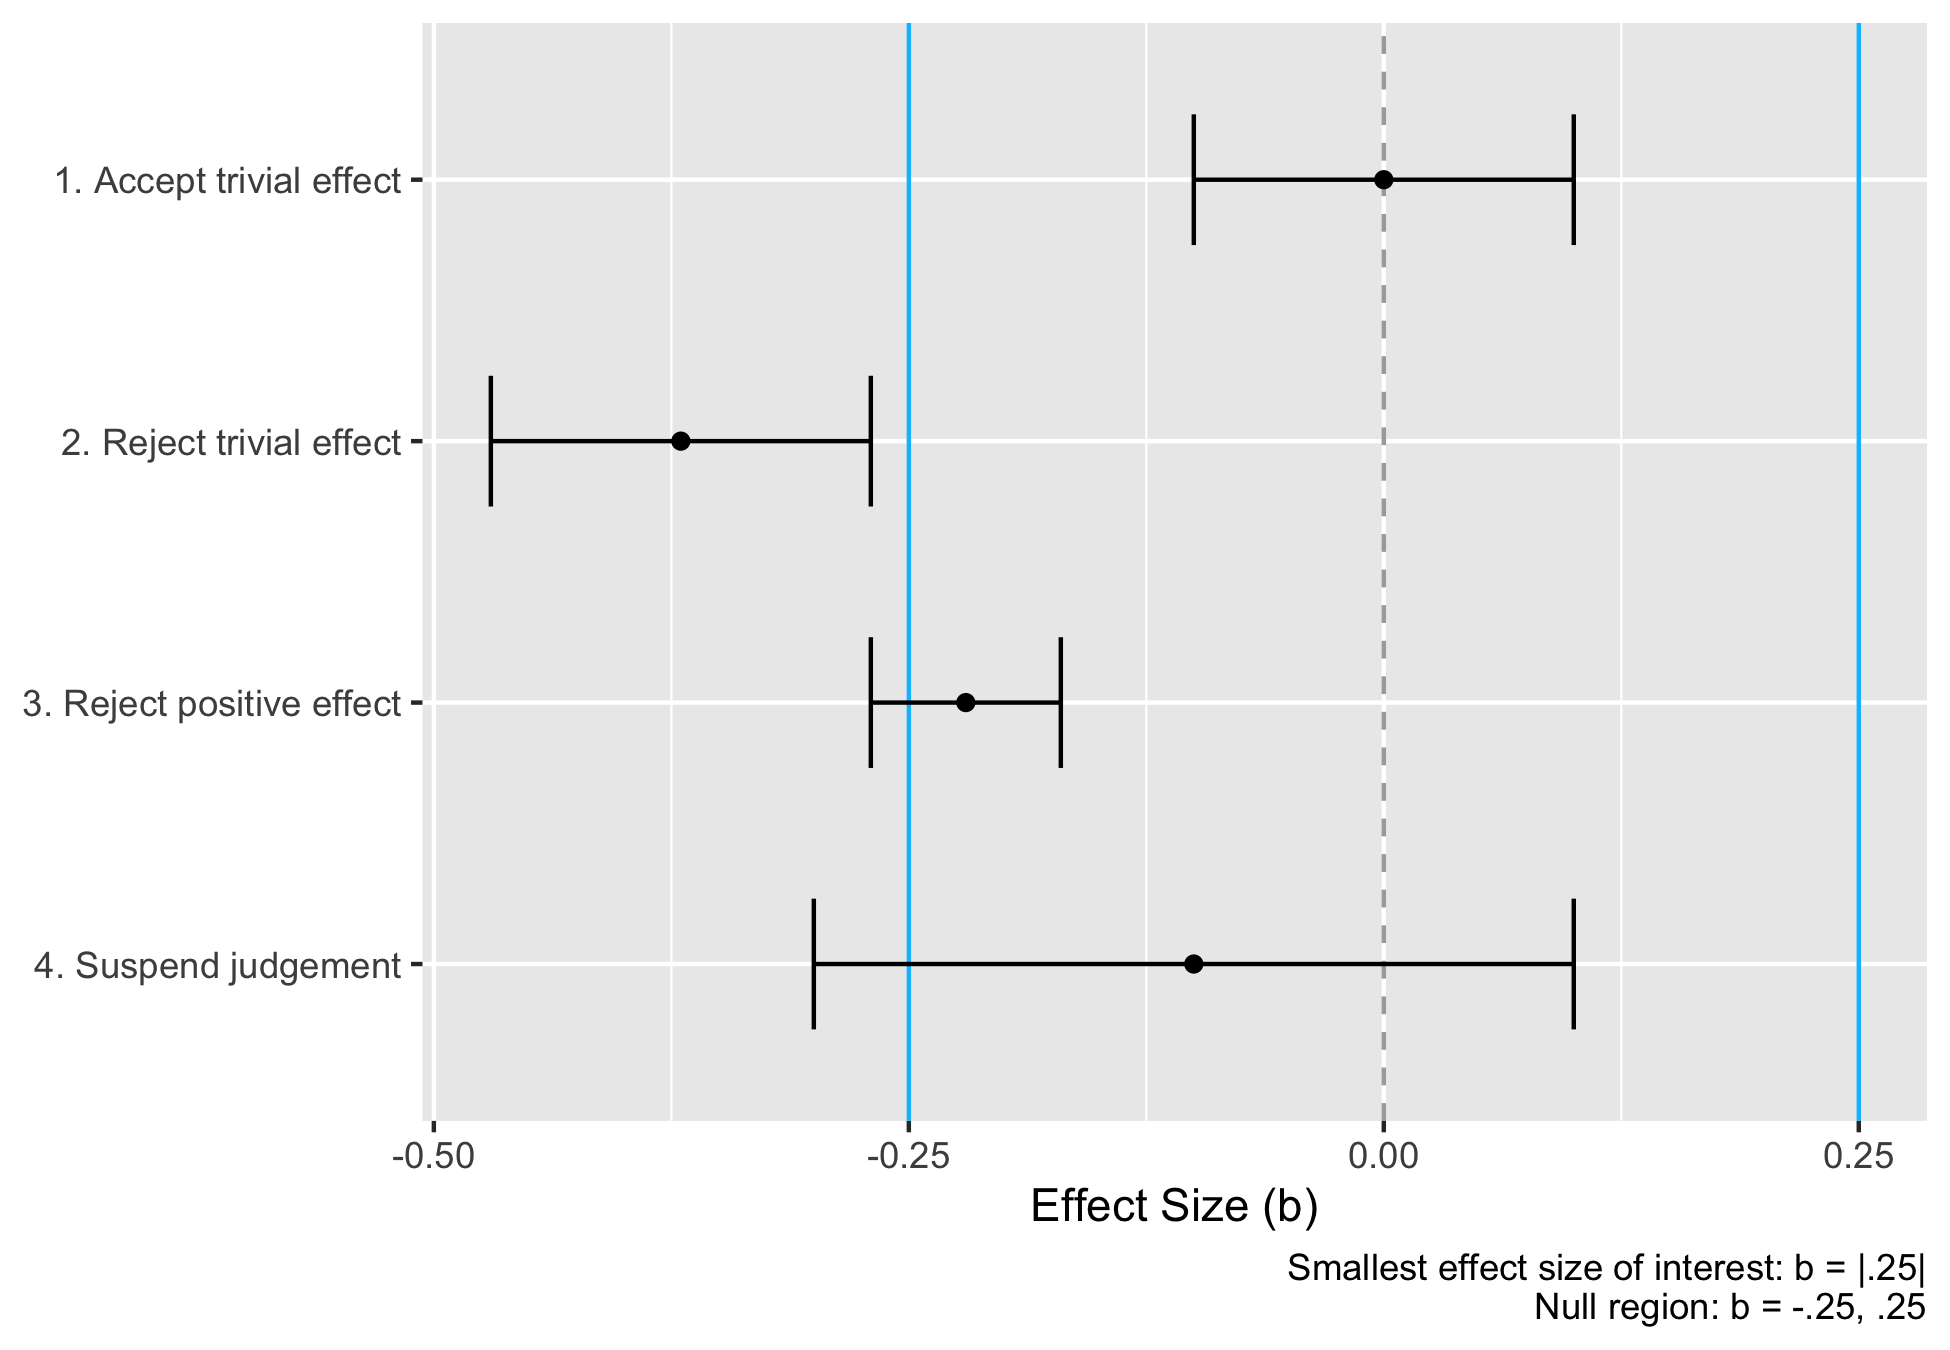 1. Accept trivial effect
2. Reject trivial effect
3. Reject positive effect
4. Suspend judgement
-0.50 -0.25 0.00 0.25
Effect Size (b)
Smallest effect size of interest: b = |.25|
Null region: b = -.25, .25